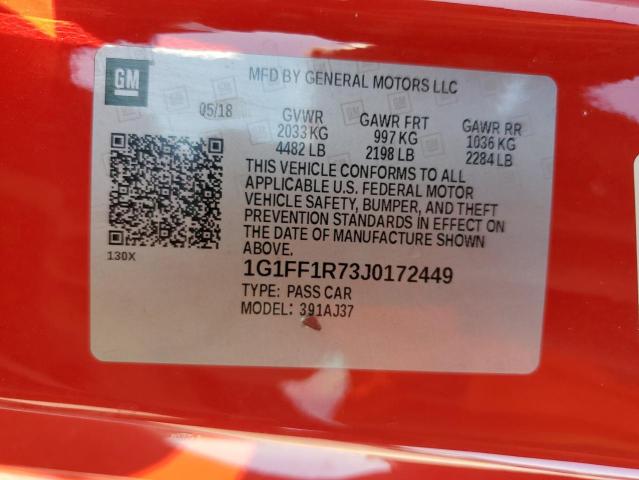 GM
MFD BY GENERAL MOTORS LLC
05/18 GVWR GAWR FRT GAWR RR
2033 KG 997 KG 1036 KG
4482 LB 2198 LB 2284 LB
THIS VEHICLE CONFORMS TO ALL
APPLICABLE U.S. FEDERAL MOTOR
VEHICLE SAFETY, BUMPER, AND THEFT
PREVENTION STANDARDS IN EFFECT ON
THE DATE OF MANUFACTURE SHOWN
ABOVE.
130X
1G1FF1R73J0172449
TYPE: PASS CAR
MODEL: 391AJ37